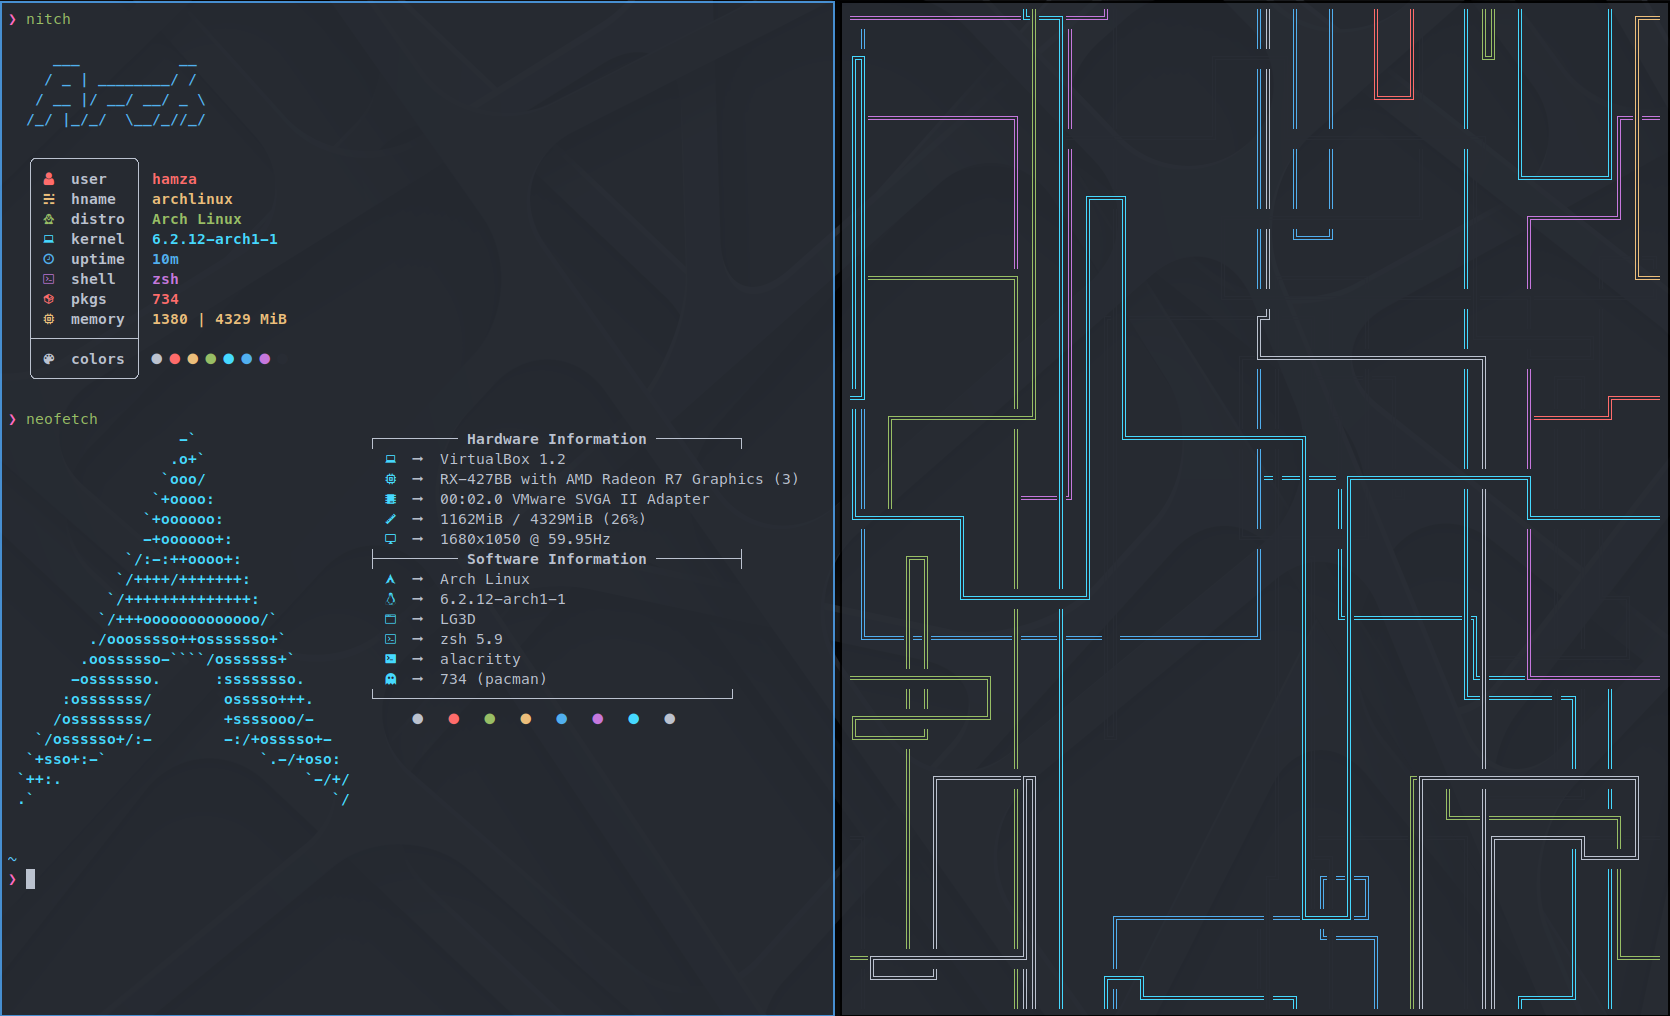 ❯ nitch
Arch
user hamza
hname archlinux
distro Arch Linux
kernel 6.2.12-arch1-1
uptime 10m
shell zsh
pkgs 734
memory 1380 | 4329 MiB
colors
❯ neofetch
Hardware Information
→ VirtualBox 1.2
→ RX-427BB with AMD Radeon R7 Graphics (3)
→ 00:02.0 VMware SVGA II Adapter
→ 1162MiB / 4329MiB (26%)
→ 1680x1050 @ 59.95Hz
Software Information
→ Arch Linux
→ 6.2.12-arch1-1
→ LG3D
→ zsh 5.9
→ alacritty
→ 734 (pacman)
~
❯